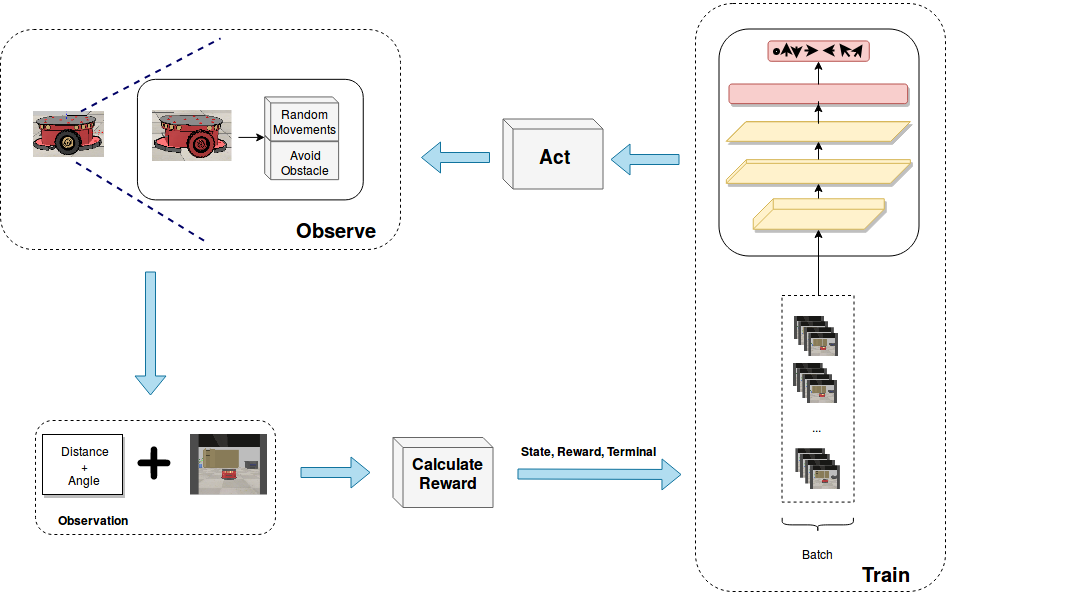 Random
Movements
Avoid
Obstacle
Observe
Act
Distance
+
Angle
Observation
Calculate
Reward
State, Reward, Terminal
...
Batch
Train